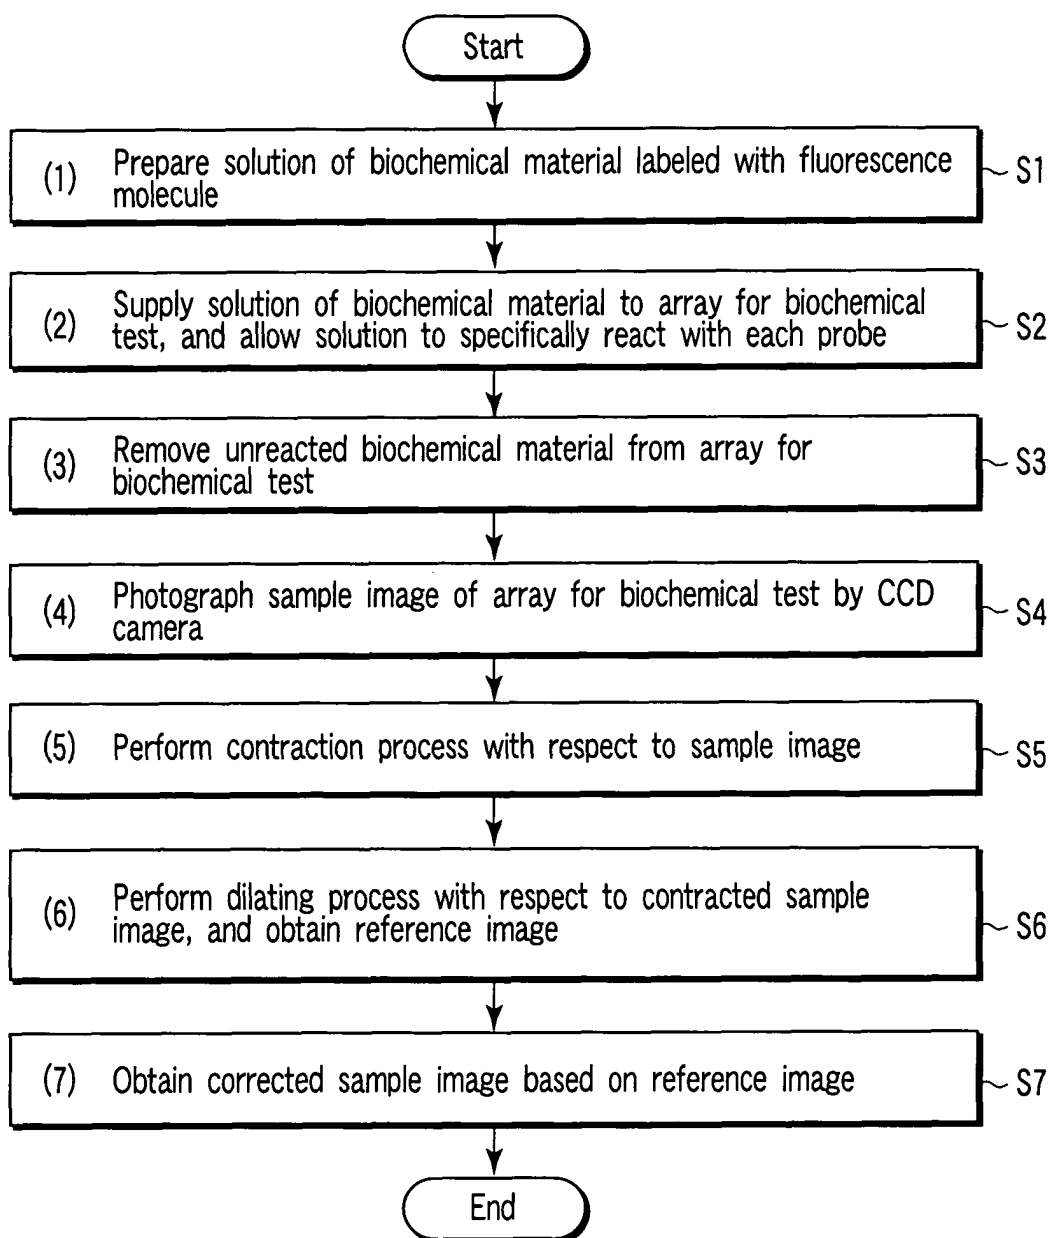 Start
(1) Prepare solution of biochemical material labeled with fluorescence
molecule
S1
(2) Supply solution of biochemical material to array for biochemical
test, and allow solution to specifically react with each probe
S2
(3) Remove unreacted biochemical material from array for
biochemical test
S3
(4) Photograph sample image of array for biochemical test by CCD
camera
S4
(5) Perform contraction process with respect to sample image
S5
(6) Perform dilating process with respect to contracted sample
image, and obtain reference image
S6
(7) Obtain corrected sample image based on reference image
S7
End